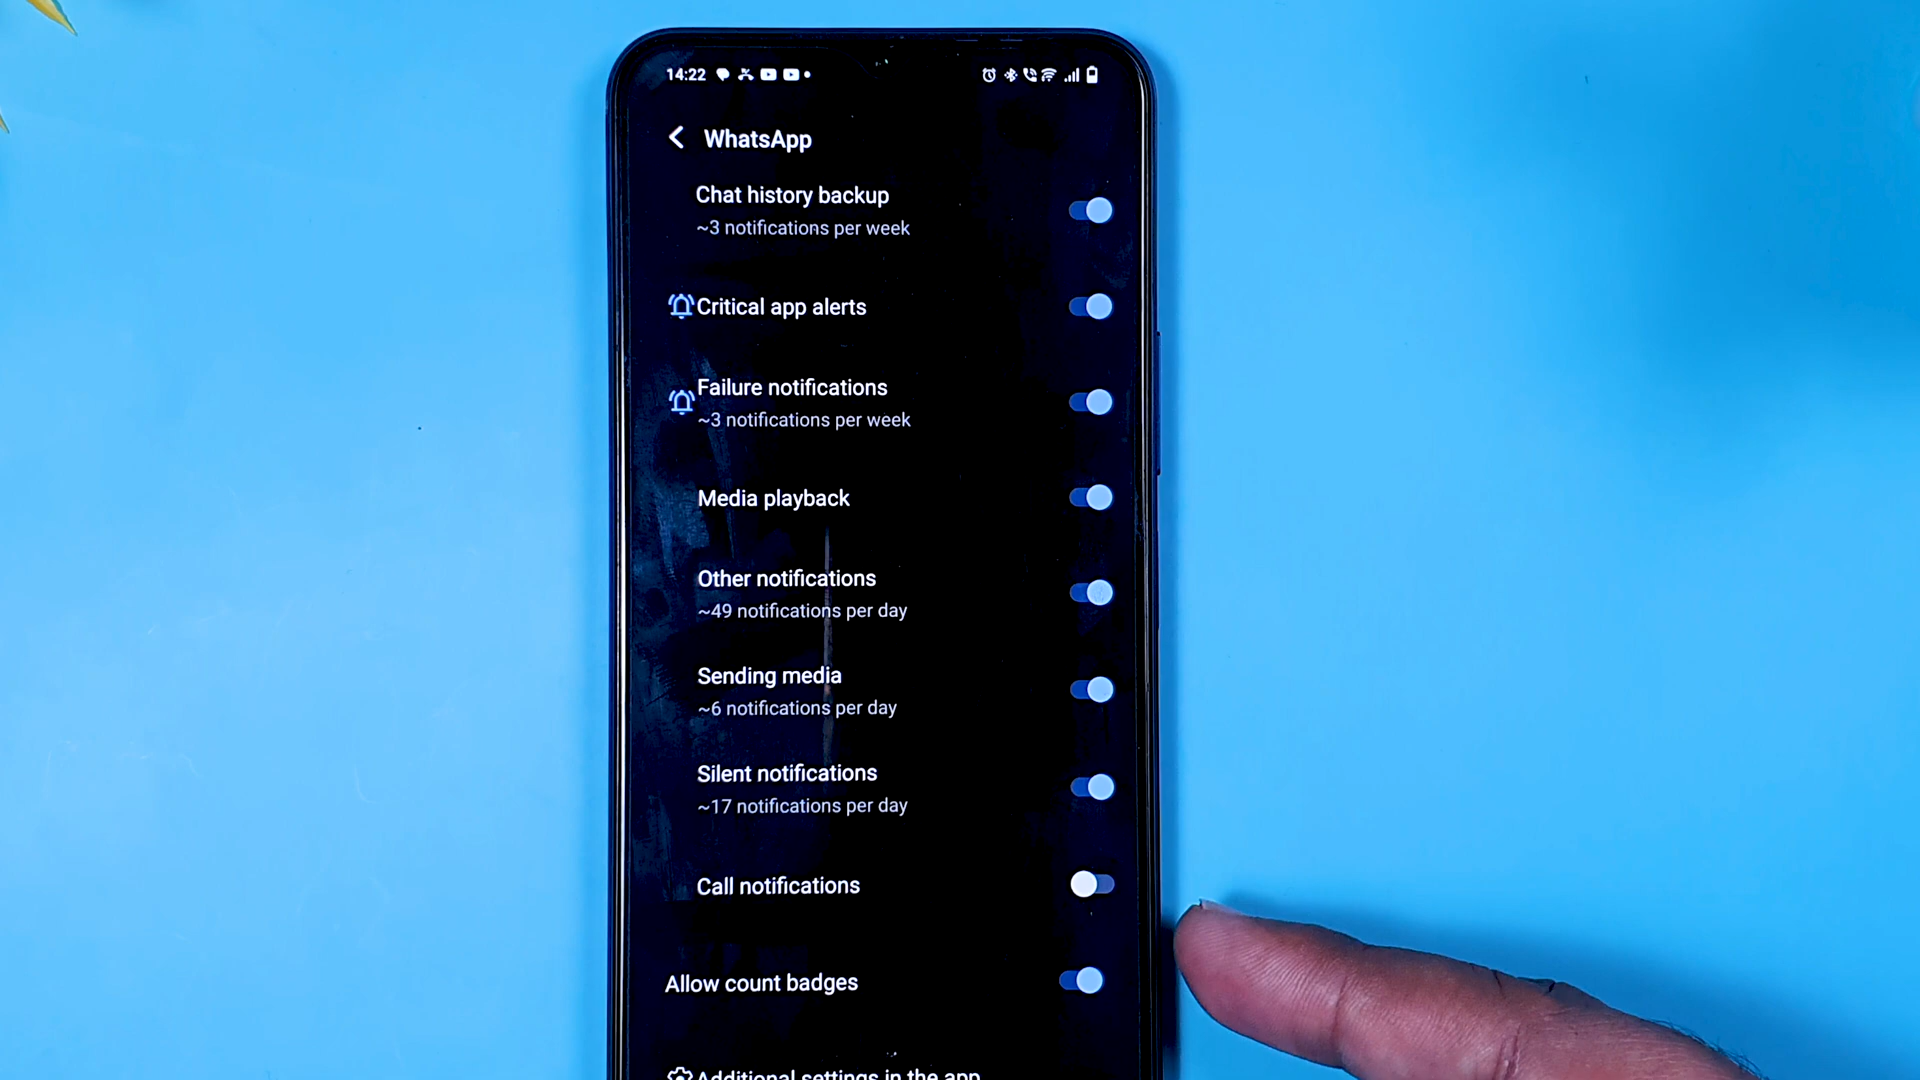 14:22
WhatsApp
Chat history backup
~3 notifications per week
Critical app alerts
Failure notifications
~3 notifications per week
Media playback
Other notifications
~49 notifications per day
Sending media
~6 notifications per day
Silent notifications
~17 notifications per day
Call notifications
Allow count badges
Additional settings in the app